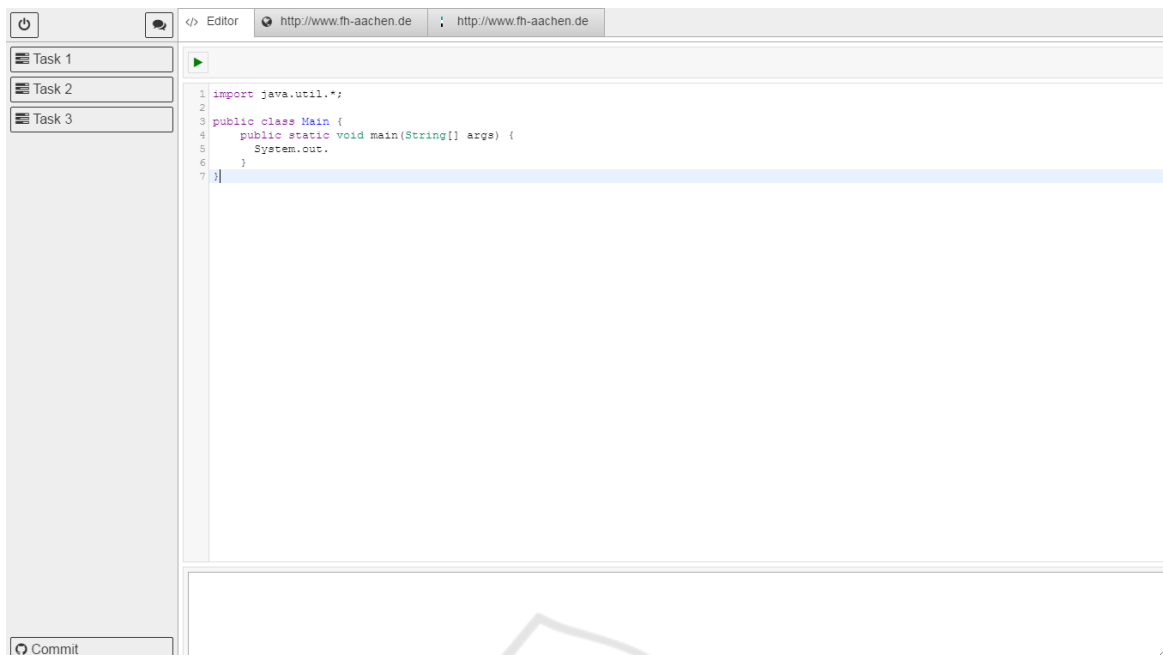 </> Editor
http://www.fh-aachen.de
http://www.fh-aachen.de
Task 1
Task 2
Task 3
1 import java.util.*;
2
3 public class Main {
4     public static void main(String[] args) {
5       System.out.
6     }
7 }
Commit